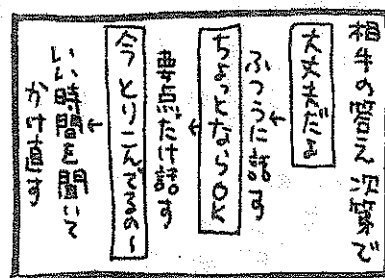 相手の答え次第で
大丈夫だよ
↓
ふつうに話す
ちょっとならOK
↓
要点だけ話す
今とりこんでるの〜
↓
いい時間を聞いて
かけ直す